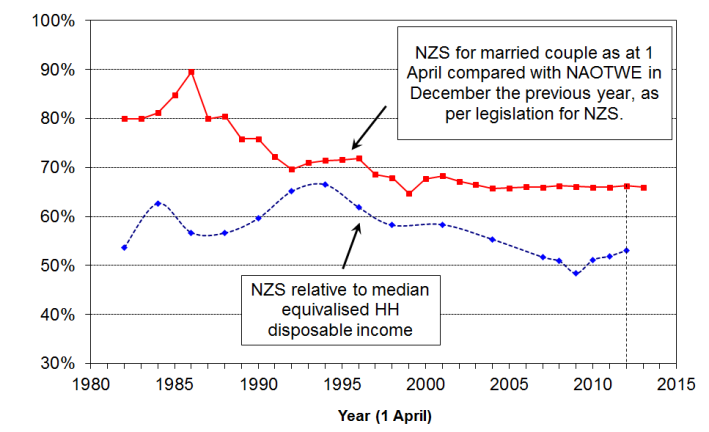 100%
90%
80%
70%
60%
50%
40%
30%
NZS for married couple as at 1
April compared with NAOTWE in
December the previous year, as
per legislation for NZS.
NZS relative to median
equivalised HH
disposable income
1980 1985 1990 1995 2000 2005 2010 2015
Year (1 April)